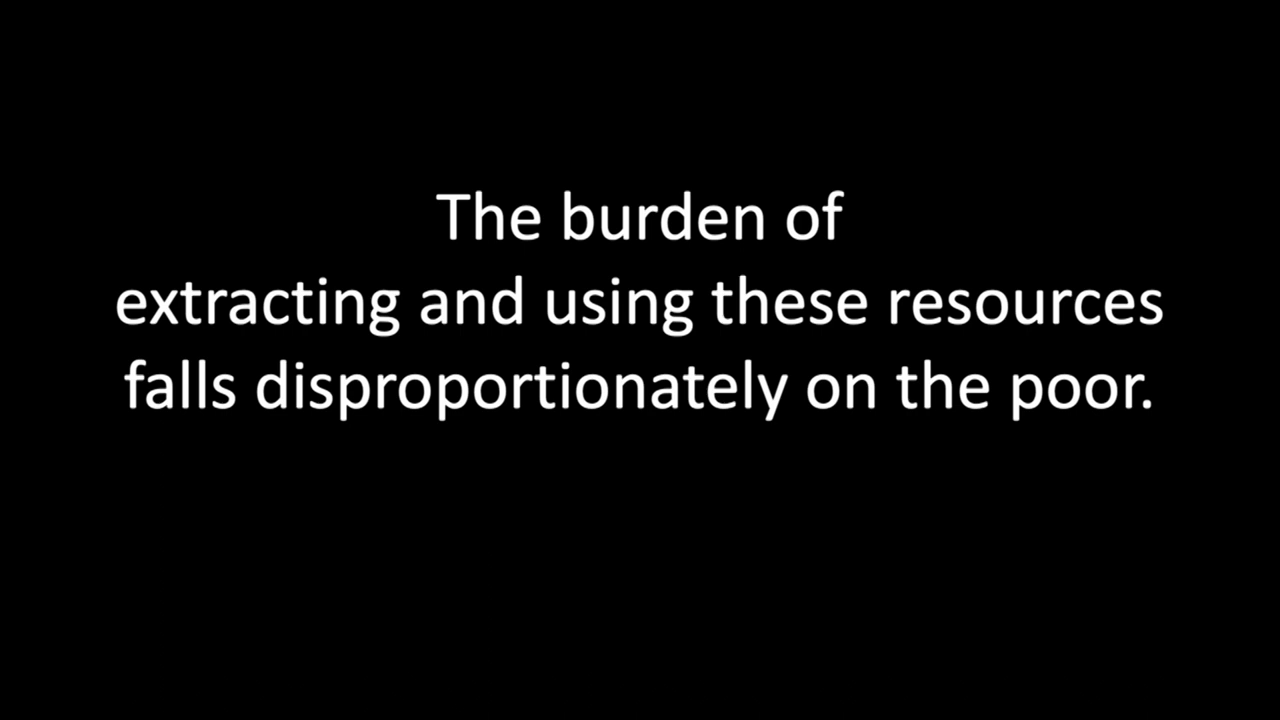 The burden of
extracting and using these resources
falls disproportionately on the poor.